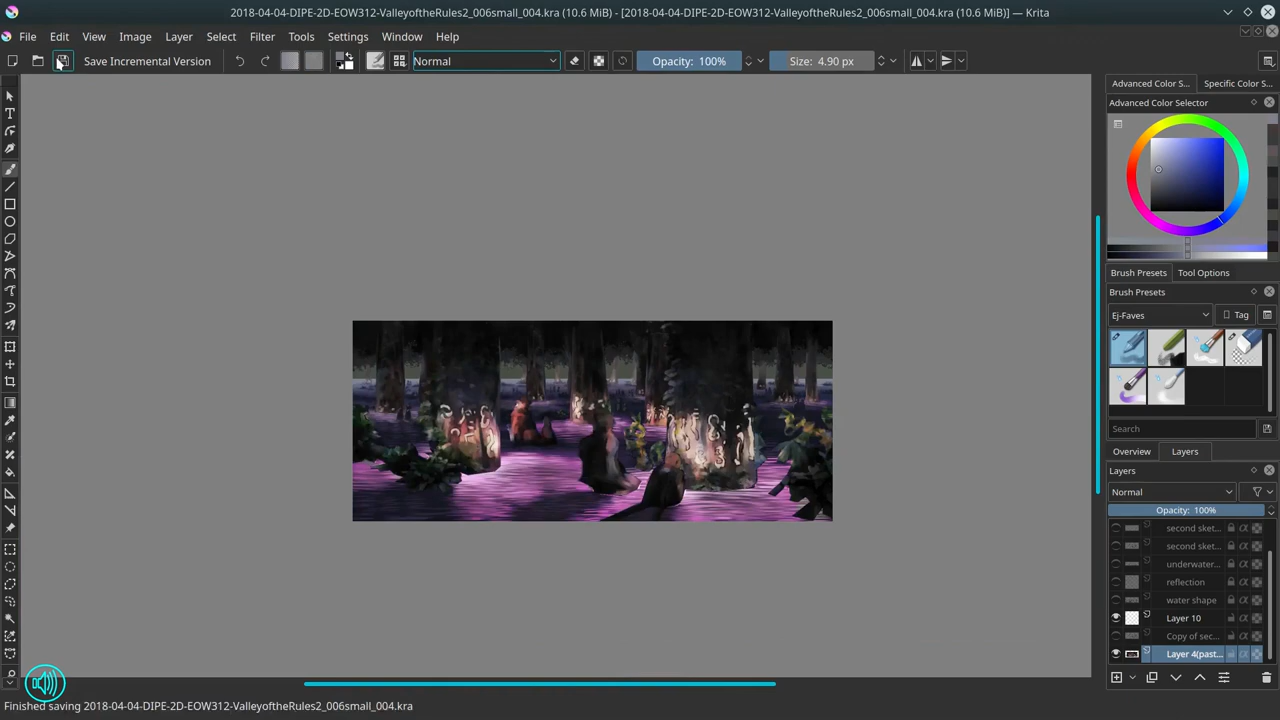 2018-04-04-DIPE-2D-EOW312-ValleyoftheRules2_006small_004.kra (10.6 MiB) - [2018-04-04-DIPE-2D-EOW312-ValleyoftheRules2_006small_004.kra (10.6 MiB)] — Krita
File Edit View Image Layer Select Filter Tools Settings Window Help
Save Incremental Version Normal Opacity: 100% Size: 4.90 px
Advanced Color S... Specific Color S...
Advanced Color Selector
Brush Presets Tool Options
Brush Presets
Ej-Faves Tag
Search
Overview Layers
Layers
Normal
Opacity: 100%
second sket...
second sket...
underwater...
reflection
water shape
Layer 10
Copy of sec...
Layer 4(past...
Finished saving 2018-04-04-DIPE-2D-EOW312-ValleyoftheRules2_006small_004.kra